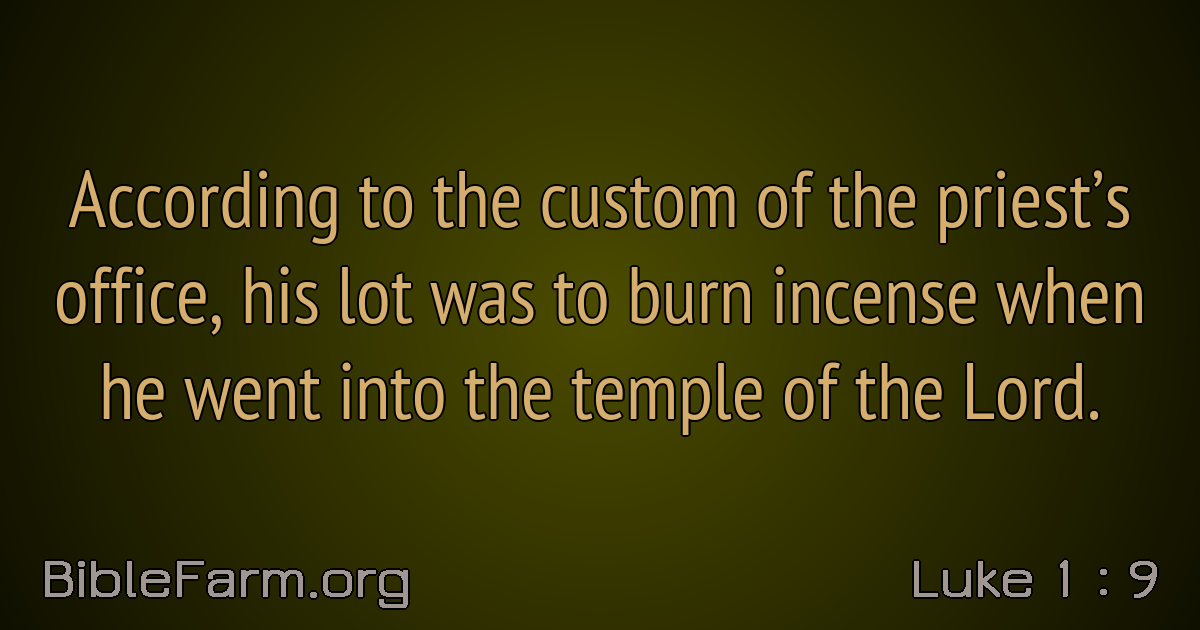 According to the custom of the priest’s
office, his lot was to burn incense when
he went into the temple of the Lord.
BibleFarm.org
Luke 1 : 9